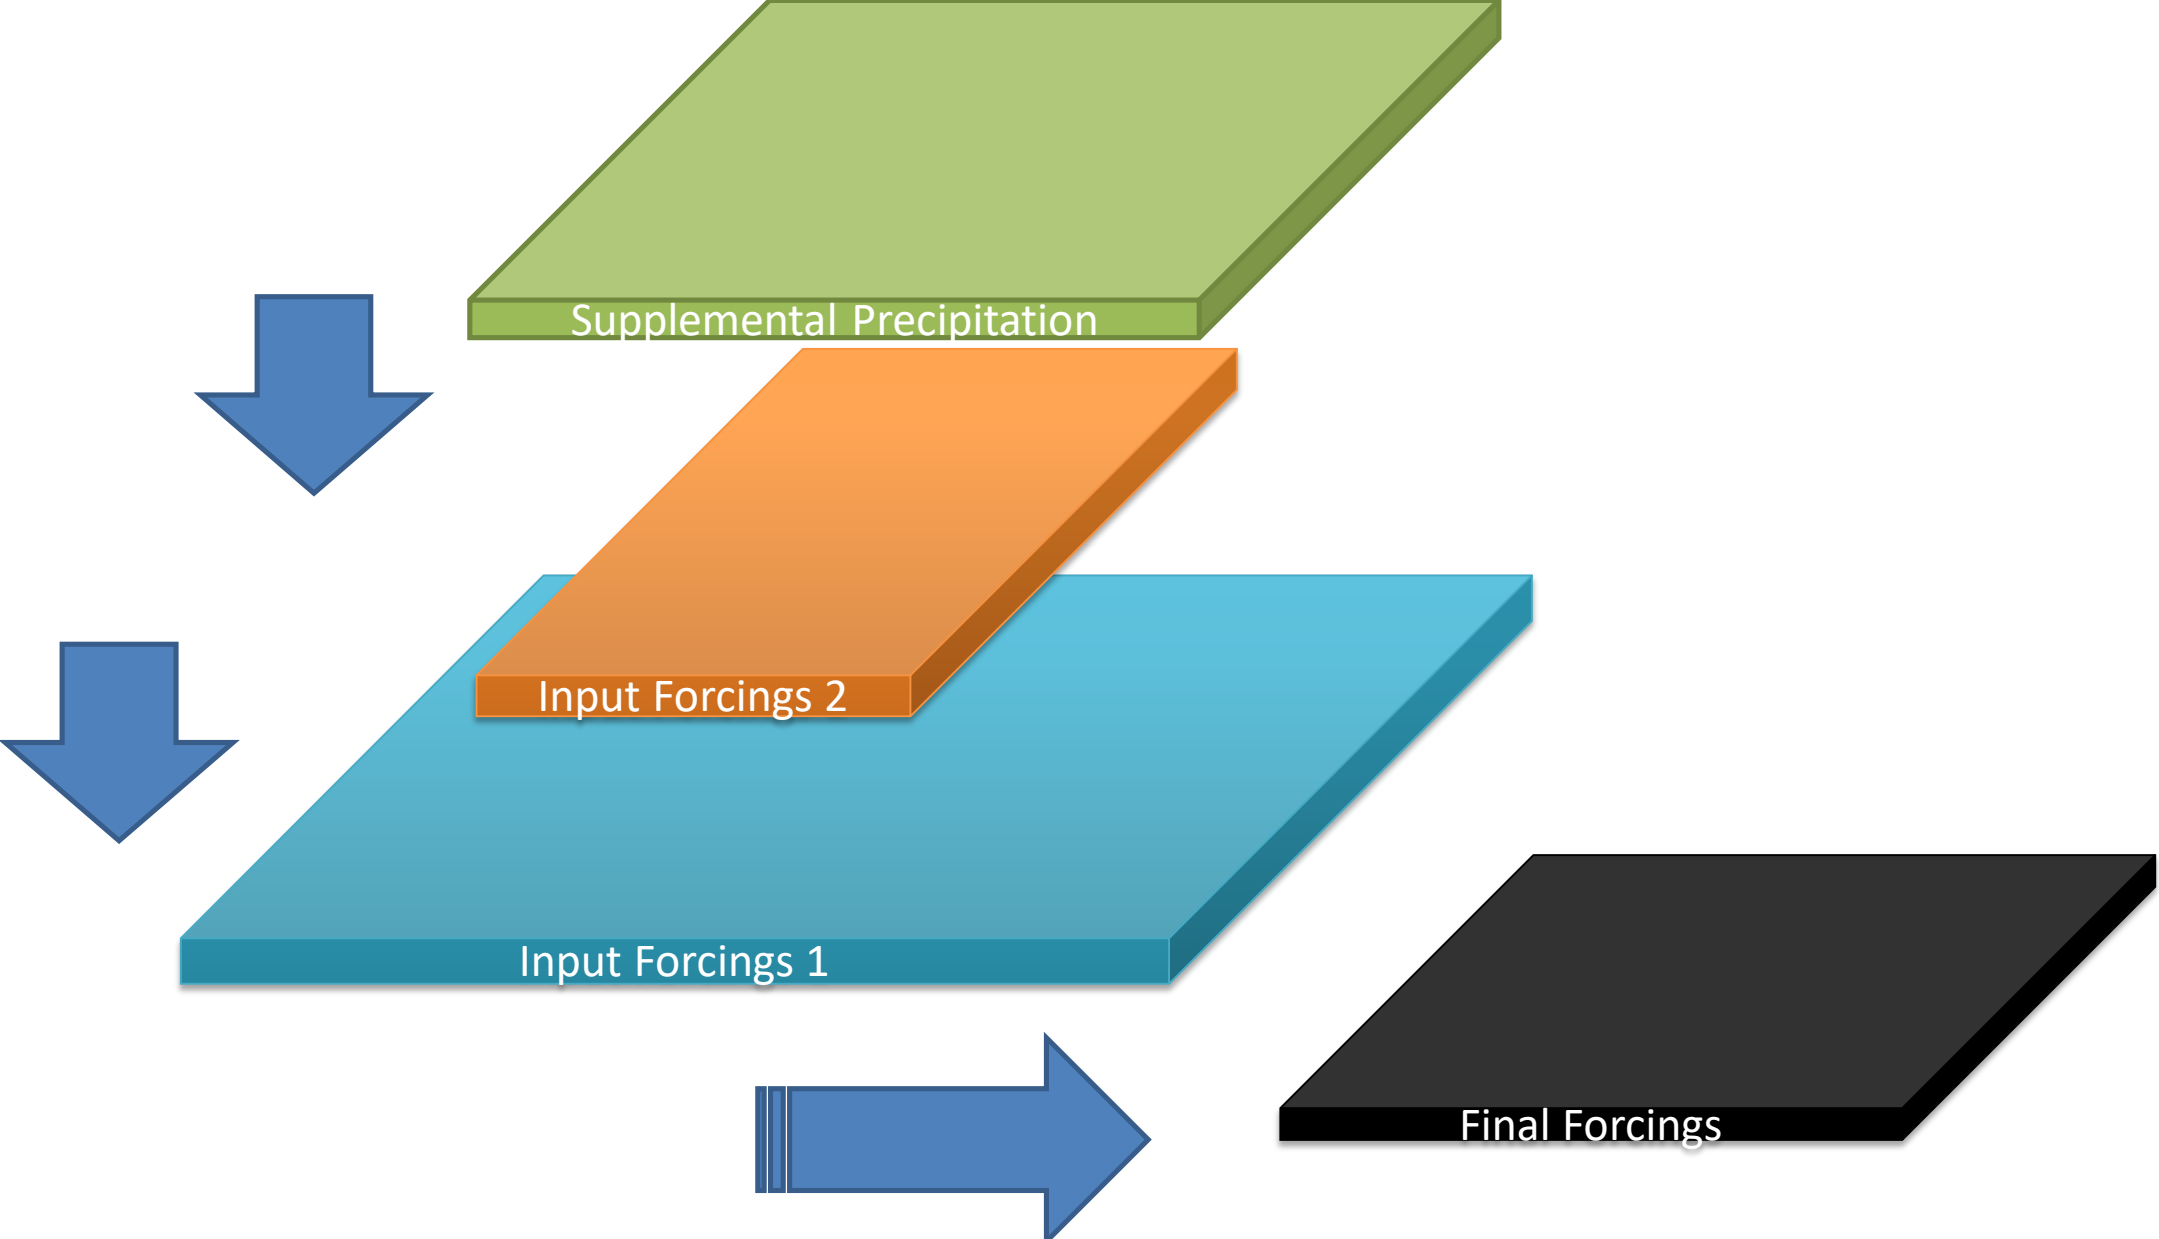 Supplemental Precipitation
Input Forcings 2
Input Forcings 1
Final Forcings